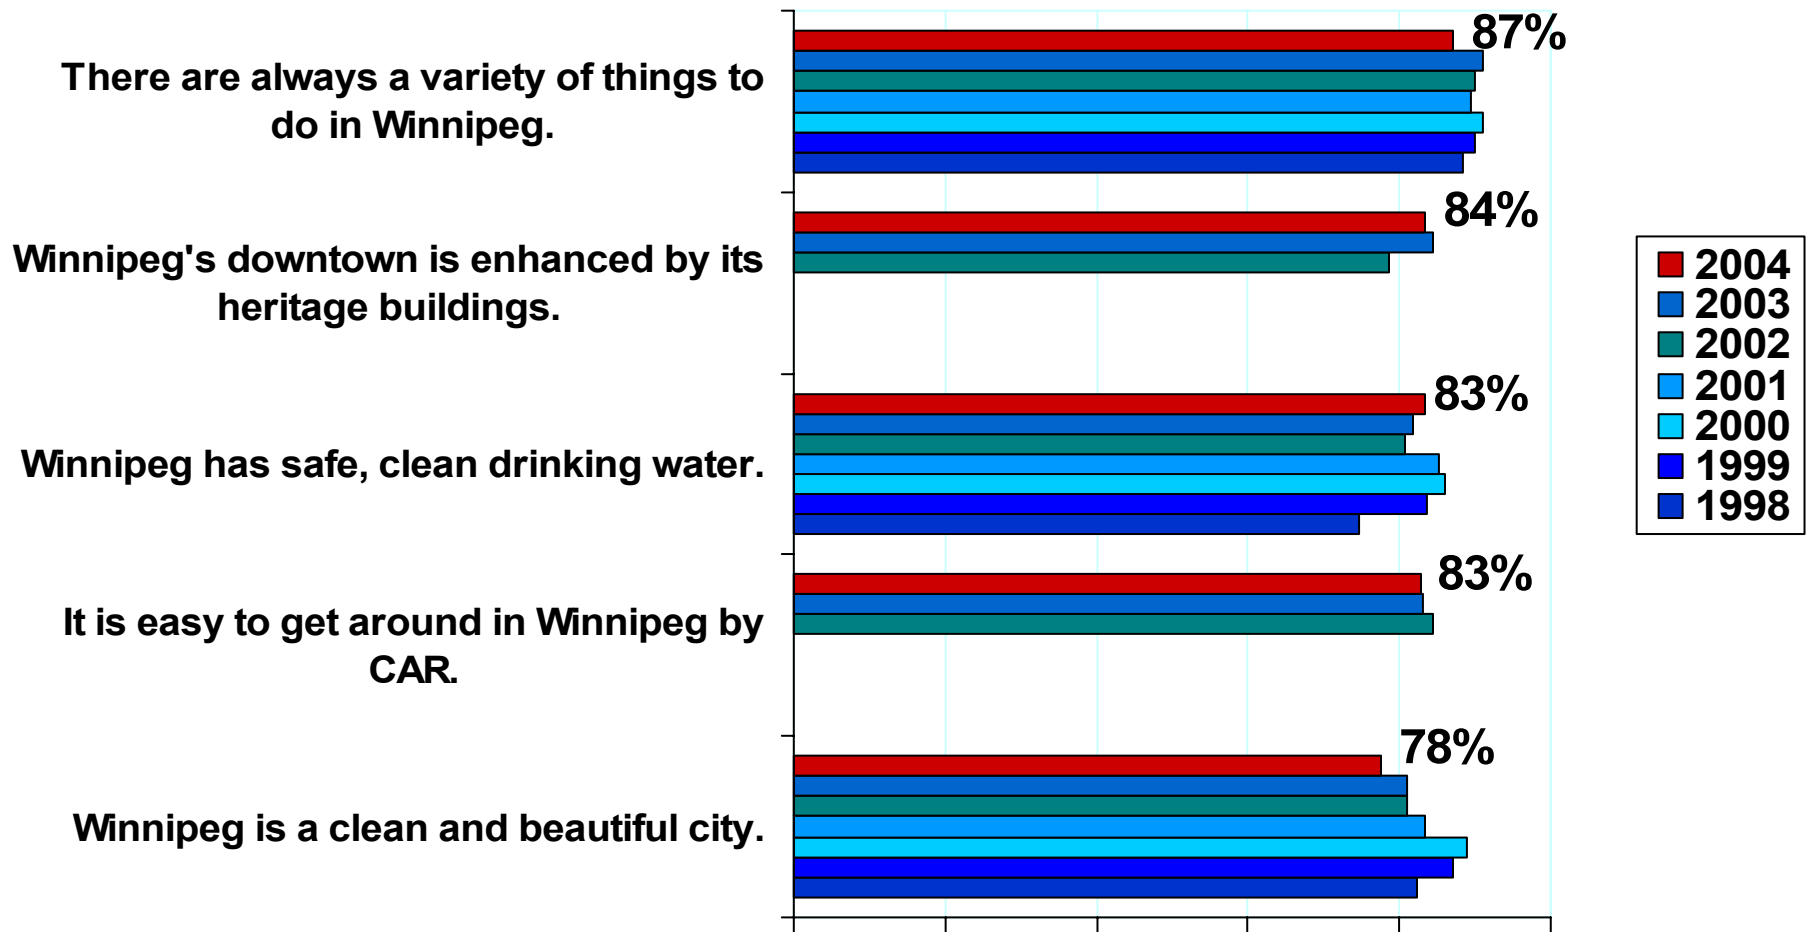 There are always a variety of things to
do in Winnipeg.
87%
Winnipeg's downtown is enhanced by its
heritage buildings.
84%
Winnipeg has safe, clean drinking water.
83%
It is easy to get around in Winnipeg by
CAR.
83%
Winnipeg is a clean and beautiful city.
78%
2004
2003
2002
2001
2000
1999
1998